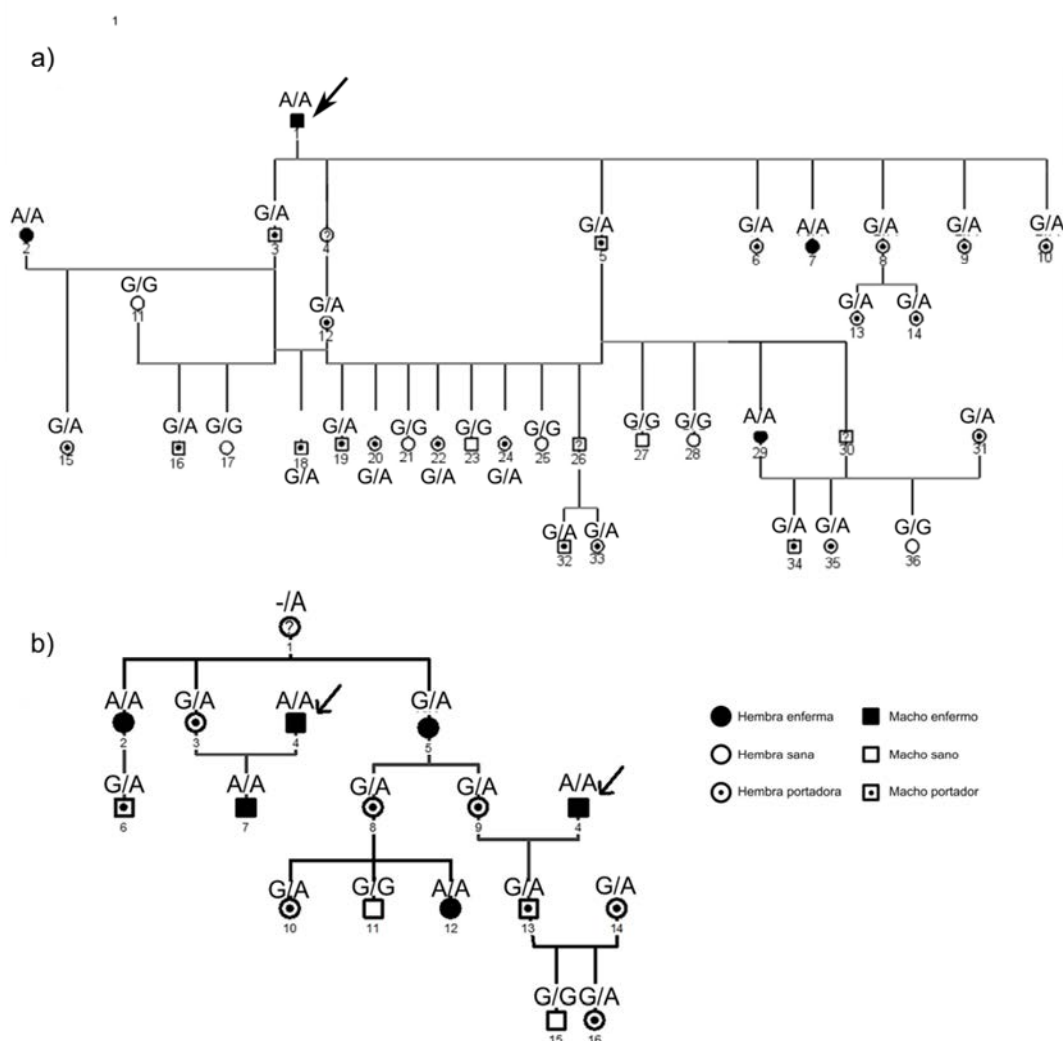 1
a)
A/A
1
G/A G/A
A/A G/A G/A A/A G/A G/A G/A
2 3 ? 4 5 6 7 8 9 10
G/G G/A G/A G/A
11 12 13 14
G/A G/A G/G G/A G/G G/G G/G G/G G/G A/A G/A
15 16 17 18 19 20 21 22 23 24 25 ? 26 27 28 29 ? 30 31
G/A G/A G/A G/A
G/A G/A G/A G/A G/G
32 33 34 35 36
-/A
b)
?
1
A/A G/A A/A G/A
2 3 4 5
G/A A/A G/A G/A A/A
6 7 8 9 4
G/A G/G A/A G/A G/A
10 11 12 13 14
G/G G/A
15 16
Hembra enferma Macho enfermo
Hembra sana Macho sano
Hembra portadora Macho portador